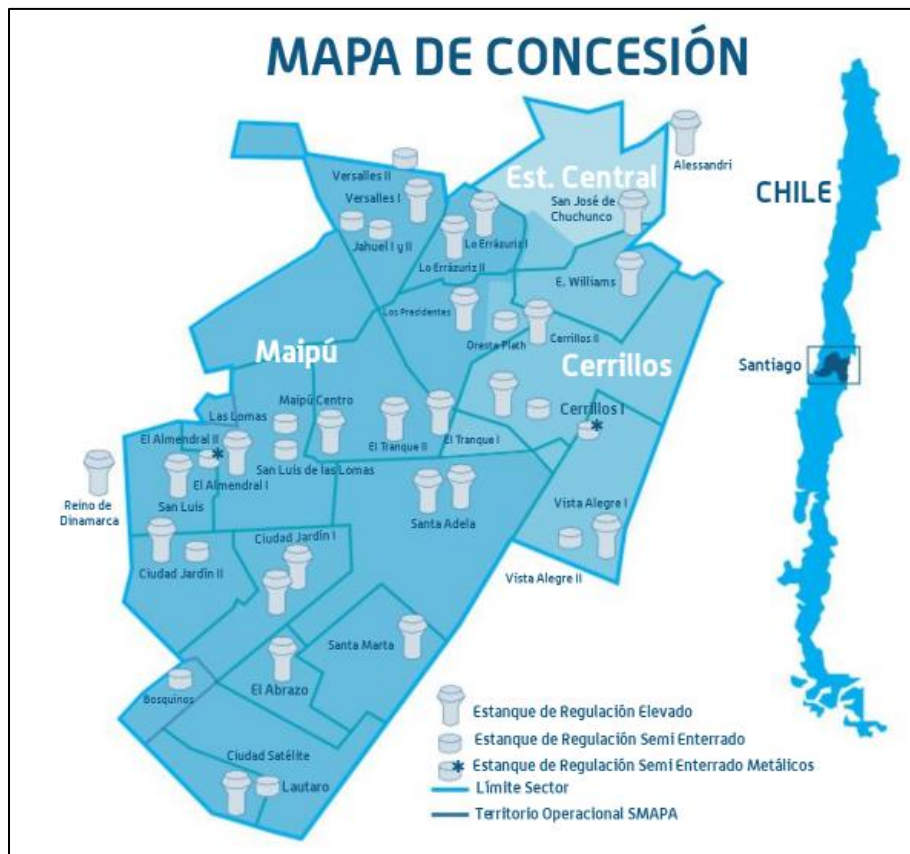 MAPA DE CONCESIÓN
Alessandri
Est. Central
CHILE
Versalles II
Versalles I
San José de
Chuchunco
Jahuel I y II
Lo Errázuriz I
Lo Errázuriz II
E. Williams
Los Presidentes
Oreste Plath
Cerrillos II
Maipú
Cerrillos
Santiago
Maipú Centro
Las Lomas
Cerrillos I
*
El Almendral II
*
El Tranque II
El Tranque I
San Luis de las Lomas
El Almendral I
Reino de
Dinamarca
San Luis
Santa Adela
Vista Alegre I
Ciudad Jardín I
Ciudad Jardín II
Vista Alegre II
Santa Marta
El Abrazo
Bosquinos
Ciudad Satélite
Lautaro
Estanque de Regulación Elevado
Estanque de Regulación Semi Enterrado
* Estanque de Regulación Semi Enterrado Metálicos
Límite Sector
Territorio Operacional SMAPA